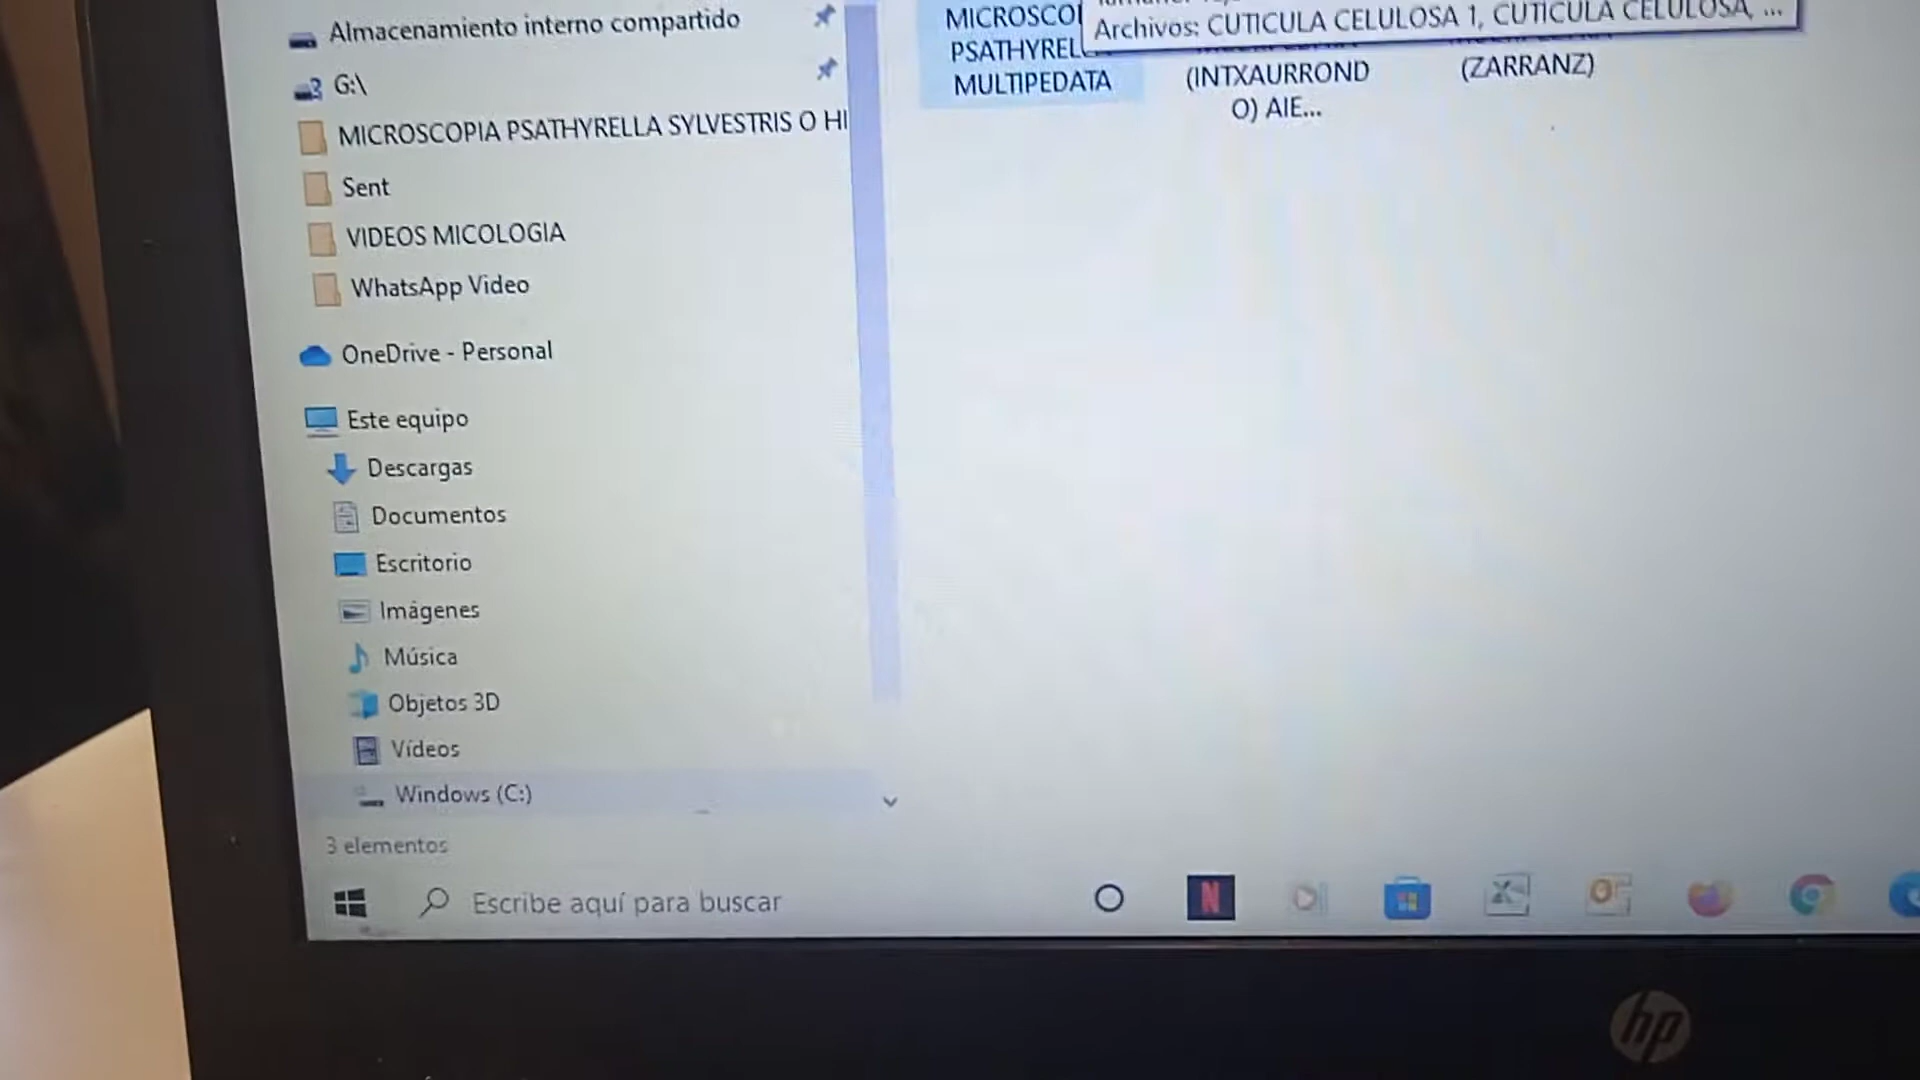 Almacenamiento interno compartido
G:\
MICROSCOPIA PSATHYRELLA SYLVESTRIS O HI
Sent
VIDEOS MICOLOGIA
WhatsApp Video
OneDrive - Personal
Este equipo
Descargas
Documentos
Escritorio
Imágenes
Música
Objetos 3D
Vídeos
Windows (C:)
3 elementos
MICROSCO
PSATHYREL
MULTIPEDATA
Archivos: CUTICULA CELULOSA 1, CUTICULA CELULOSA, ...
(INTXAURROND
O) AIE...
(ZARRANZ)
Escribe aquí para buscar
N
hp